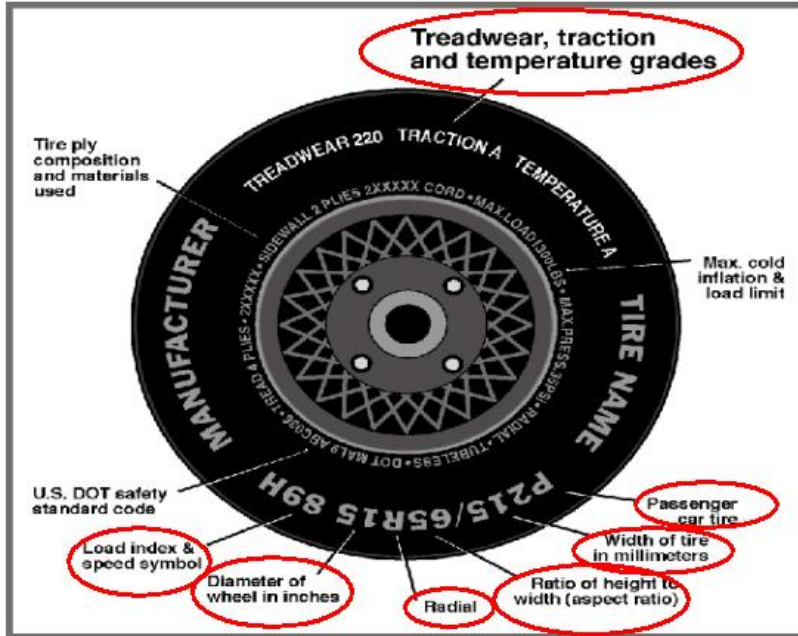 Treadwear, traction
and temperature grades
Tire ply
composition
and materials
used
TREADWEAR 220 TRACTION A TEMPERATURE A
SIDEWALL 2 PLIES 2XXXXX CORD • MAX.LOAD 1300LBS • MAX.PRESS.35PSI • RADIAL • TUBELESS • DOT MAL9 ABC036 • TREAD 4 PLIES • 2XXXXX •
Max. cold
inflation &
load limit
MANUFACTURER
TIRE NAME
P215/65R15 89H
U.S. DOT safety
standard code
Passenger
car tire
Width of tire
in millimeters
Load index &
speed symbol
Diameter of
wheel in inches
Radial
Ratio of height to
width (aspect ratio)